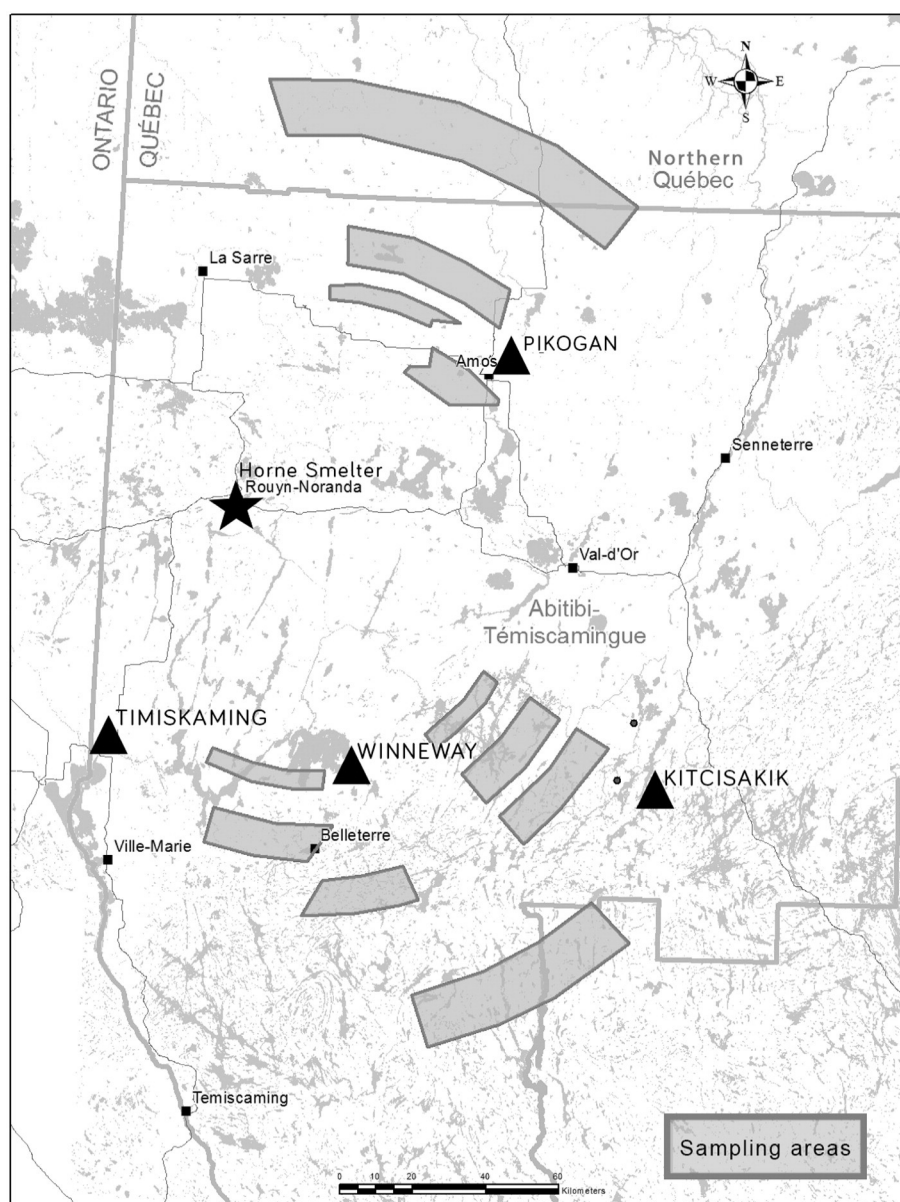 N
W E
S
ONTARIO
QUÉBEC
Northern
Québec
La Sarre
PIKOGAN
Amos
Senneterre
Horne Smelter
Rouyn-Noranda
Val-d'Or
Abitibi-
Témiscamingue
TIMISKAMING
WINNEWAY
KITCISAKIK
Belleterre
Ville-Marie
Temiscaming
Sampling areas
0 5 10 20 40 60
Kilometers